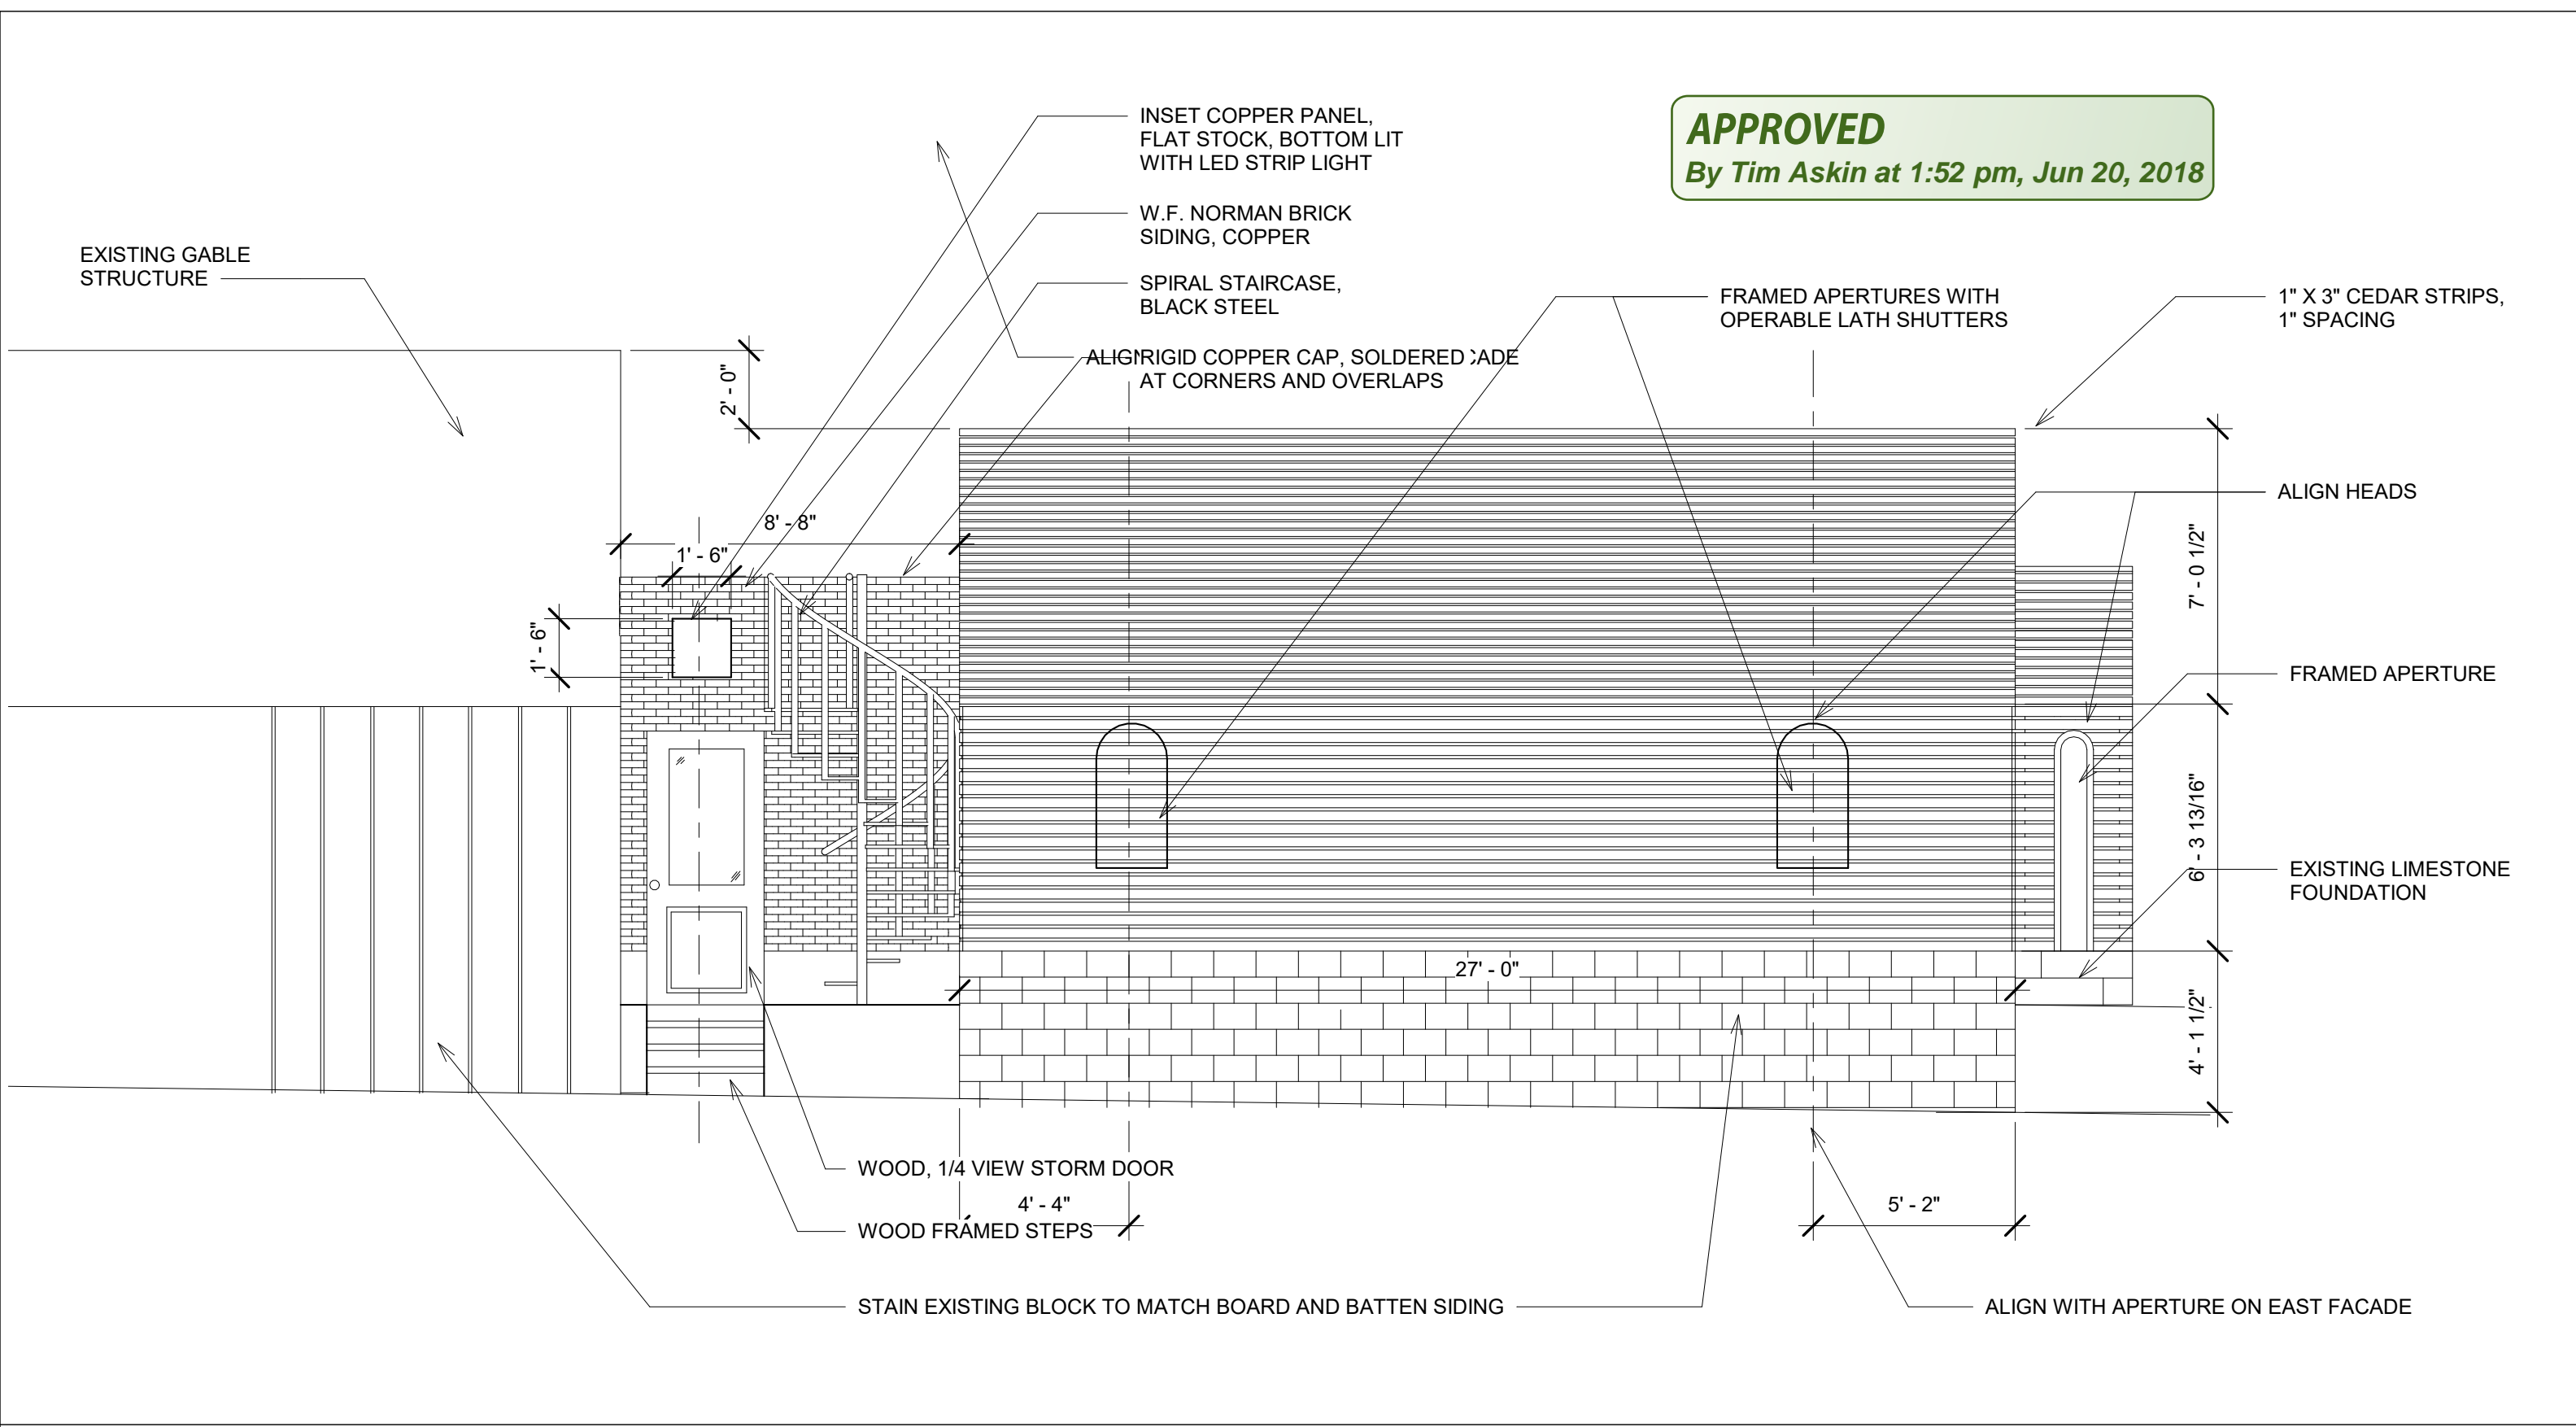 INSET COPPER PANEL,
FLAT STOCK, BOTTOM LIT
WITH LED STRIP LIGHT
APPROVED
By Tim Askin at 1:52 pm, Jun 20, 2018
W.F. NORMAN BRICK
SIDING, COPPER
EXISTING GABLE
STRUCTURE
SPIRAL STAIRCASE,
BLACK STEEL
FRAMED APERTURES WITH
OPERABLE LATH SHUTTERS
1" X 3" CEDAR STRIPS,
1" SPACING
RIGID COPPER CAP, SOLDERED
AT CORNERS AND OVERLAPS
2' - 0"
ALIGN HEADS
8' - 8"
1' - 6"
7' - 0 1/2"
1' - 6"
FRAMED APERTURE
6' - 3 13/16"
EXISTING LIMESTONE
FOUNDATION
27' - 0"
4' - 1 1/2"
WOOD, 1/4 VIEW STORM DOOR
4' - 4"
5' - 2"
WOOD FRAMED STEPS
STAIN EXISTING BLOCK TO MATCH BOARD AND BATTEN SIDING
ALIGN WITH APERTURE ON EAST FACADE